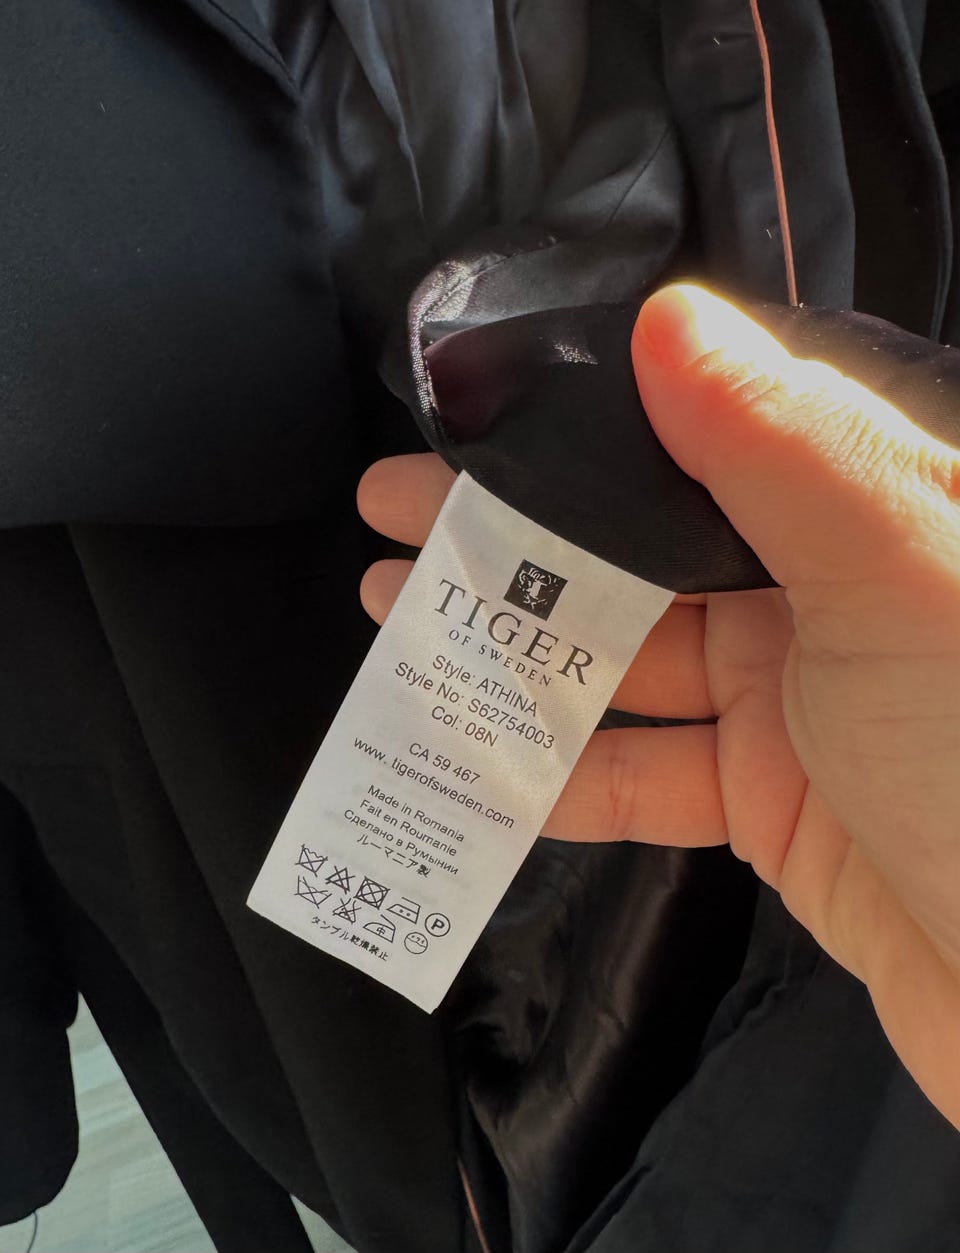 TIGER
OF SWEDEN
Style: ATHINA
Style No: S62754003
Col: 08N
CA 59 467
www. tigerofsweden.com
Made in Romania
Fait en Roumanie
Сделано в Румынии
ルーマニア製
P
中
タンブル乾燥禁止